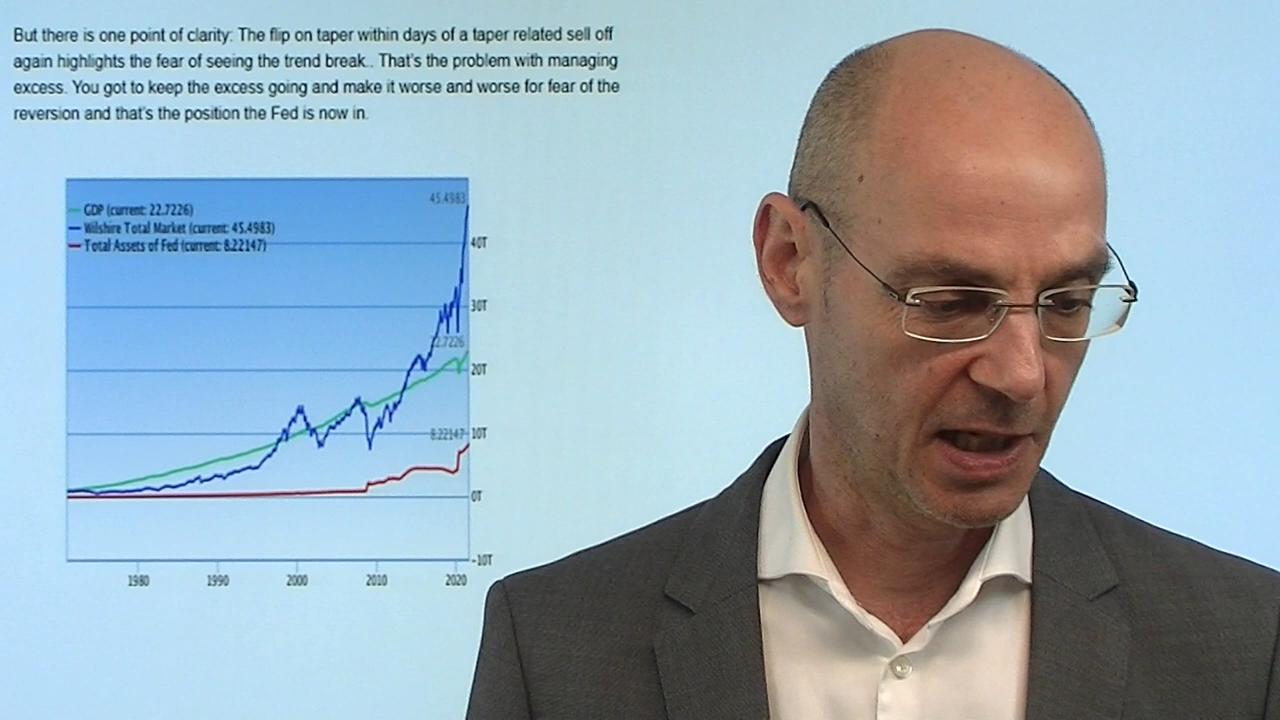 But there is one point of clarity: The flip on taper within days of a taper related sell off
again highlights the fear of seeing the trend break.. That's the problem with managing
excess. You got to keep the excess going and make it worse and worse for fear of the
reversion and that's the position the Fed is now in.
45.4983
GDP (current: 22.7226)
Wilshire Total Market (current: 45.4983)
Total Assets of Fed (current: 8.22147)
40T
30T
22.7226
20T
8.22147
10T
0T
-10T
1980 1990 2000 2010 2020